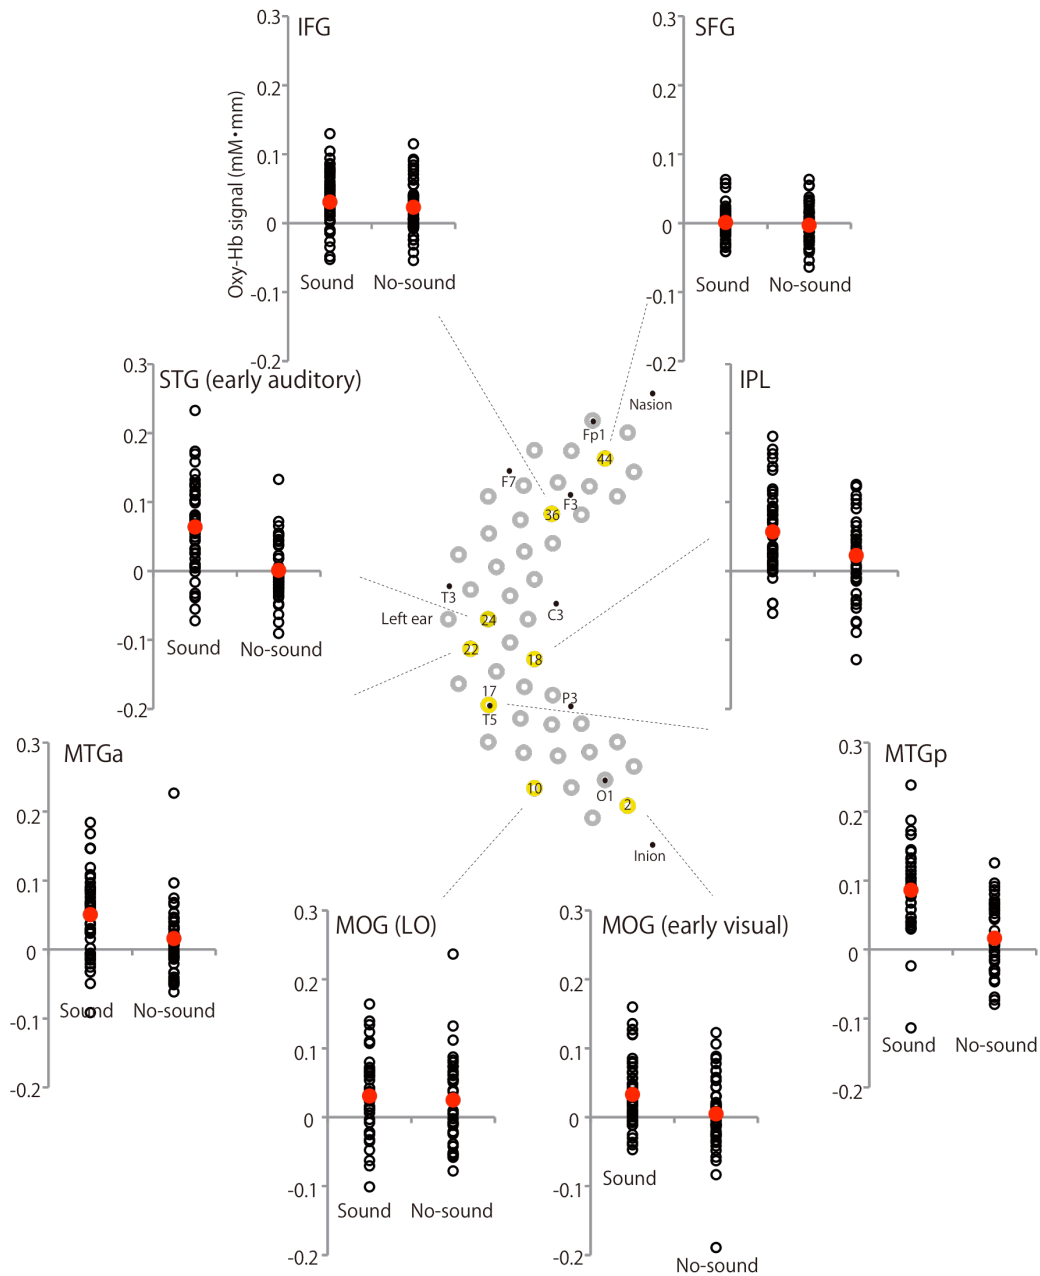 IFG
0.3
0.2
0.1
0
-0.1
-0.2
Oxy-Hb signal (mM・mm)
Sound No-sound
SFG
0.3
0.2
0.1
0
-0.1
-0.2
Sound No-sound
STG (early auditory)
0.3
0.2
0.1
0
-0.1
-0.2
Sound No-sound
IPL
Nasion
Fp1
44
F7
F3
36
T3
C3
Left ear
24
22
18
17
P3
T5
10
O1
2
Inion
MTGa
0.3
0.2
0.1
0
-0.1
-0.2
Sound No-sound
MTGp
0.3
0.2
0.1
0
-0.1
-0.2
Sound No-sound
MOG (LO)
0.3
0.2
0.1
0
-0.1
-0.2
Sound No-sound
MOG (early visual)
0.3
0.2
0.1
0
-0.1
-0.2
Sound
No-sound